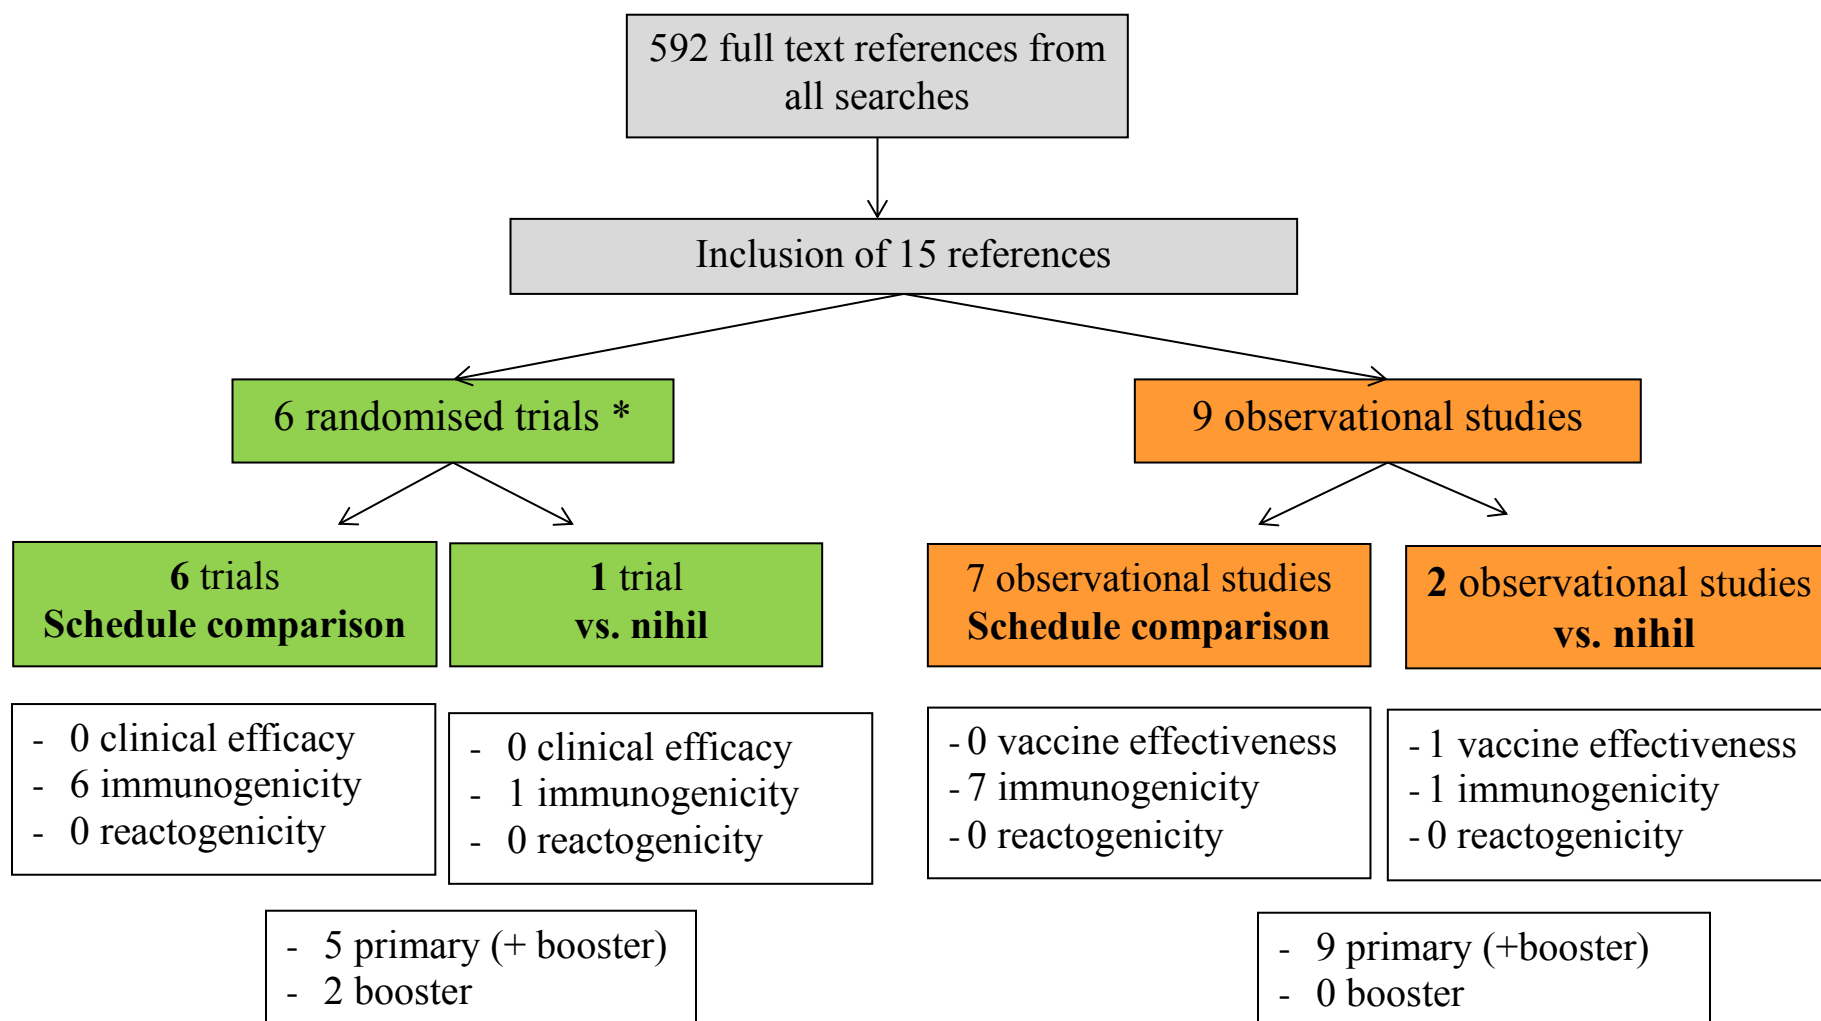 592 full text references from
all searches
Inclusion of 15 references
6 randomised trials *
9 observational studies
6 trials
Schedule comparison
1 trial
vs. nihil
7 observational studies
Schedule comparison
2 observational studies
vs. nihil
- 0 clinical efficacy
- 6 immunogenicity
- 0 reactogenicity
- 0 clinical efficacy
- 1 immunogenicity
- 0 reactogenicity
- 0 vaccine effectiveness
- 7 immunogenicity
- 0 reactogenicity
- 1 vaccine effectiveness
- 1 immunogenicity
- 0 reactogenicity
- 5 primary (+ booster)
- 2 booster
- 9 primary (+booster)
- 0 booster